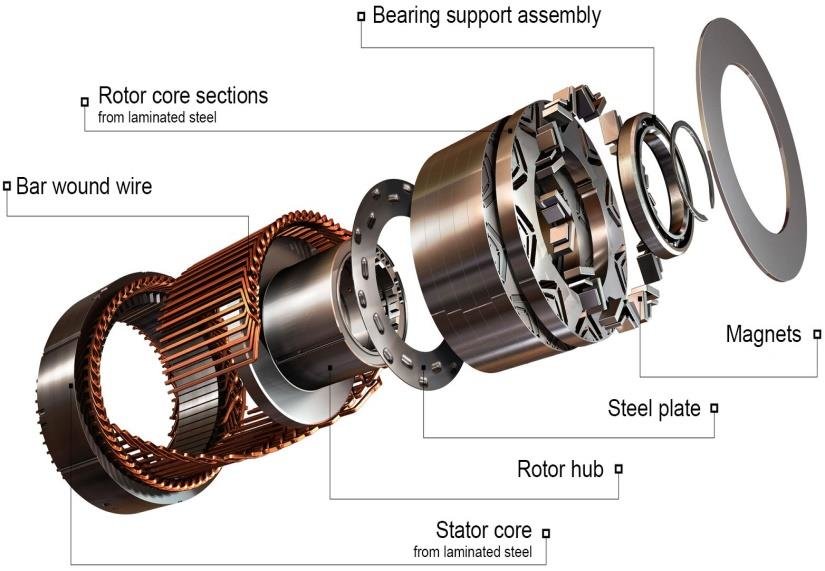 Bearing support assembly
Rotor core sections
from laminated steel
Bar wound wire
Magnets
Steel plate
Rotor hub
Stator core
from laminated steel